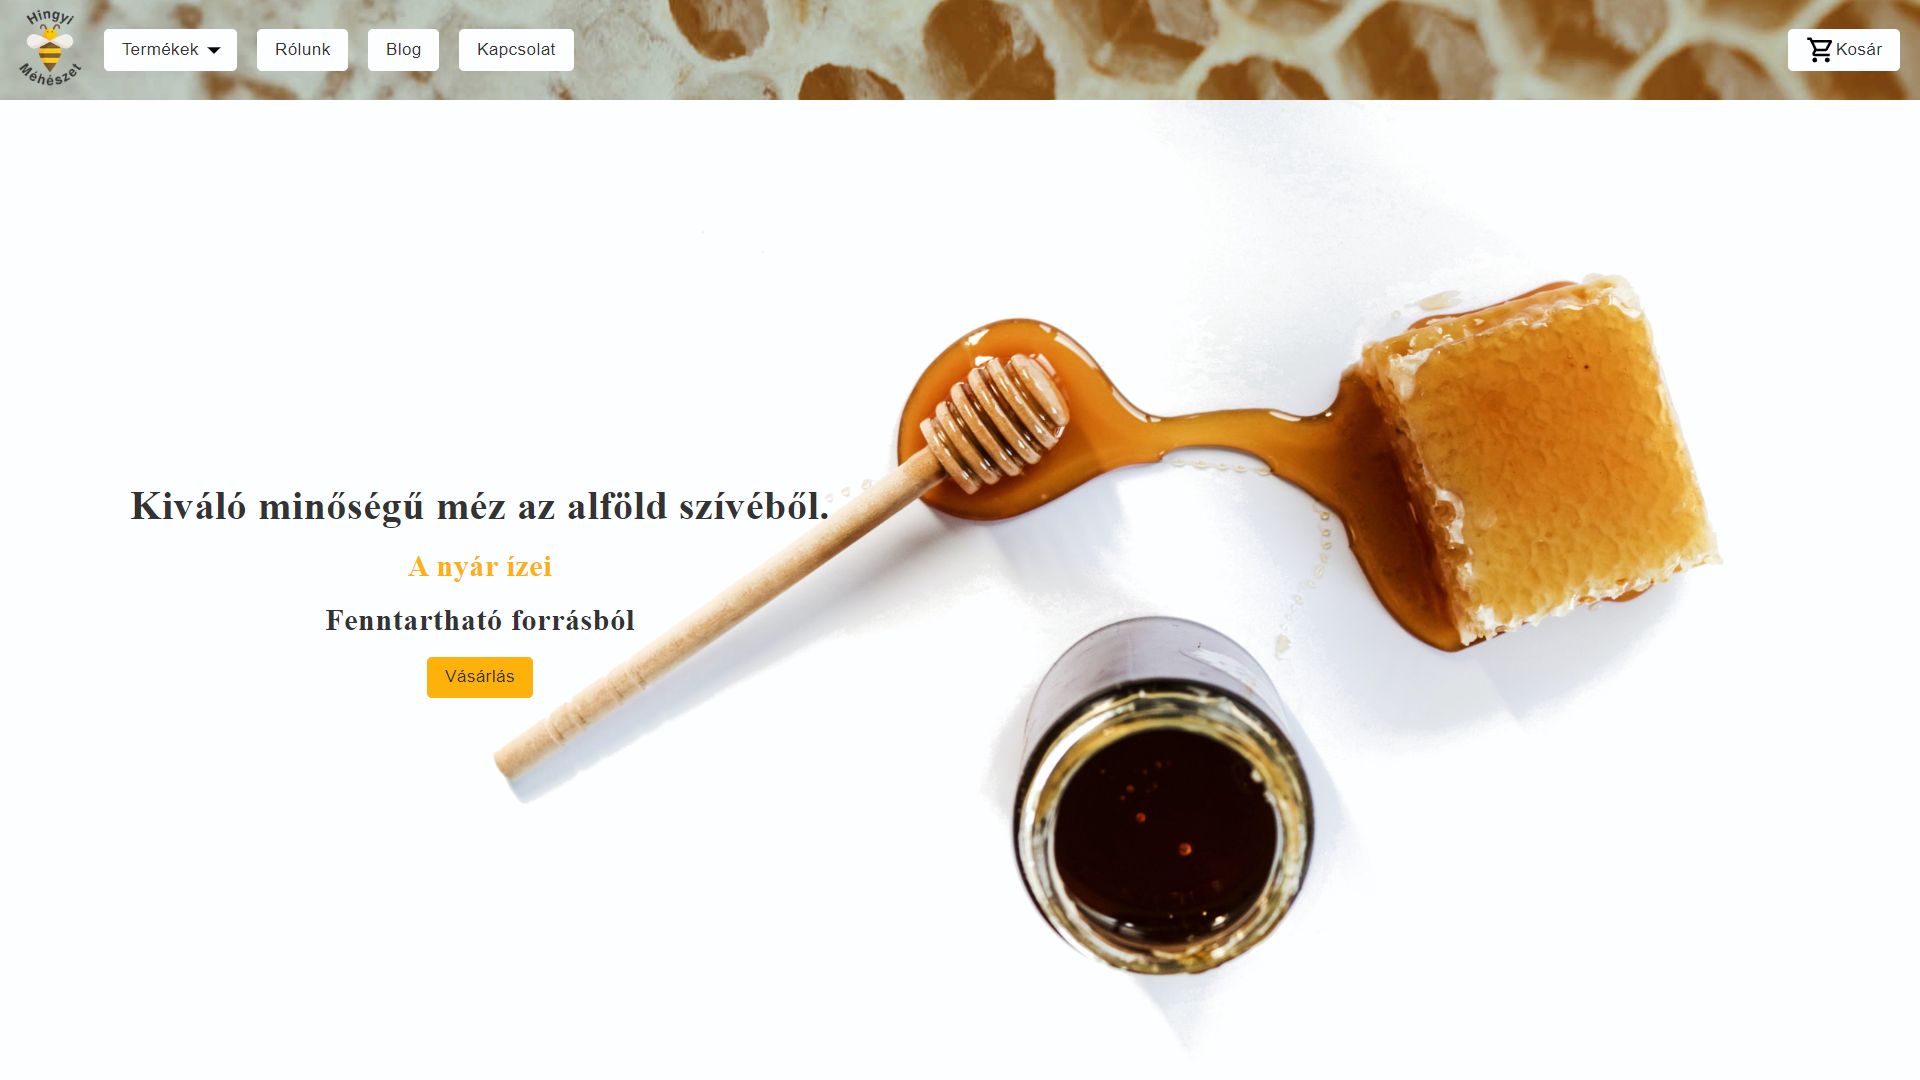 Hingyi
Méhészet
Termékek
Rólunk
Blog
Kapcsolat
Kosár
Kiváló minőségű méz az alföld szívéből.
A nyár ízei
Fenntartható forrásból
Vásárlás